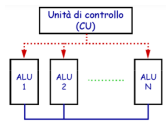 Unità di controllo
(CU)
ALU
1
ALU
2
ALU
N